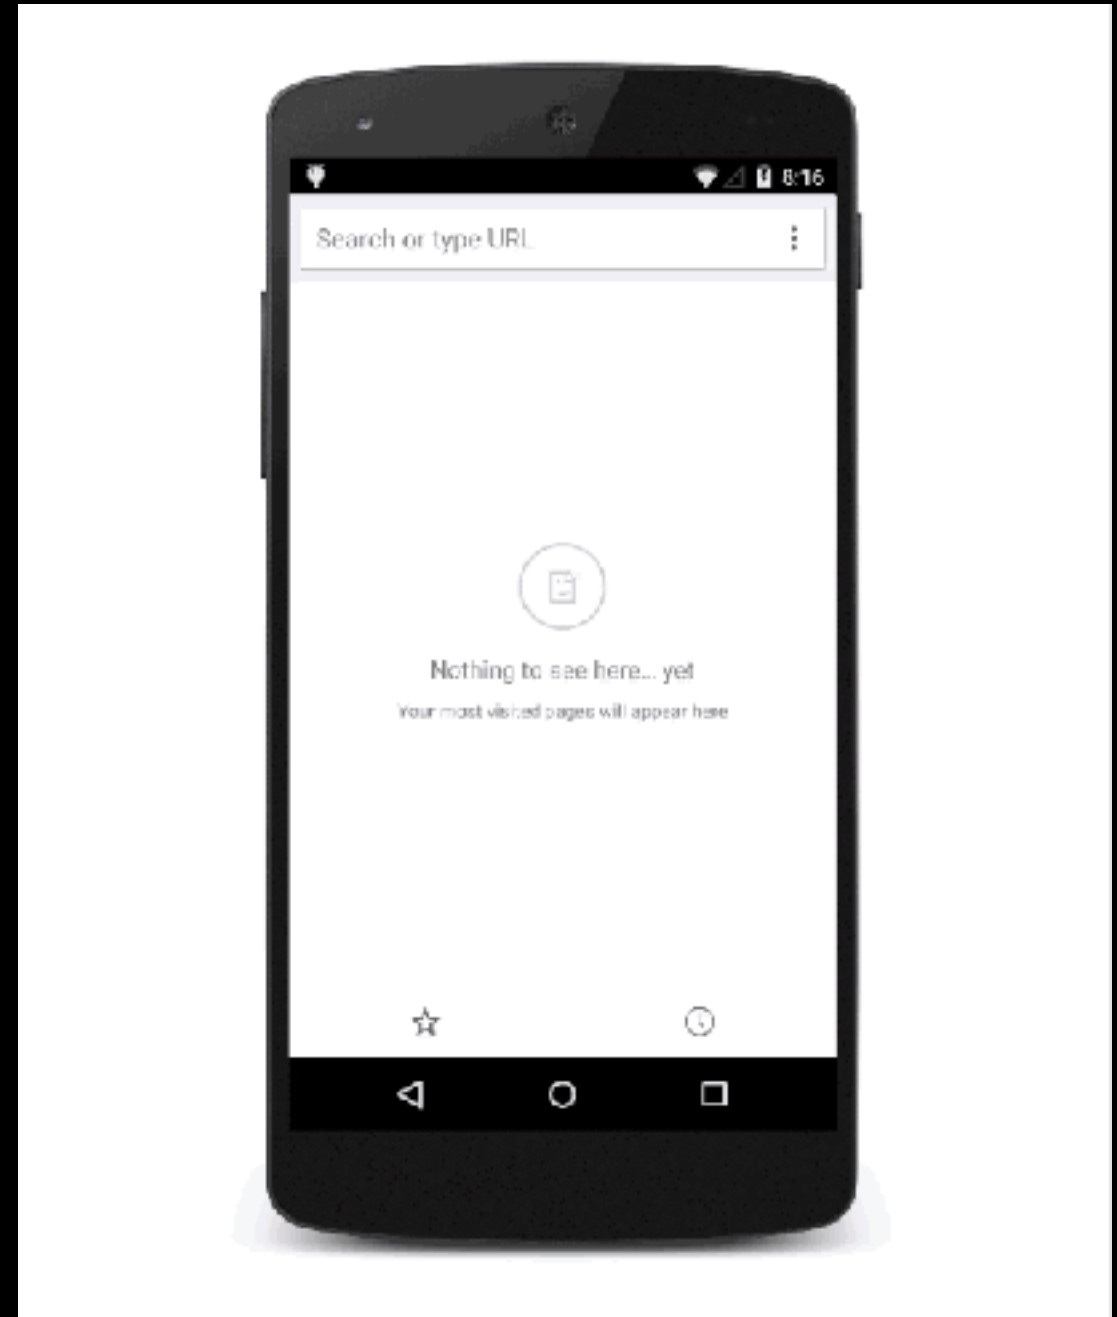 8:16
Search or type URL
Nothing to see here... yet
Your most visited pages will appear here